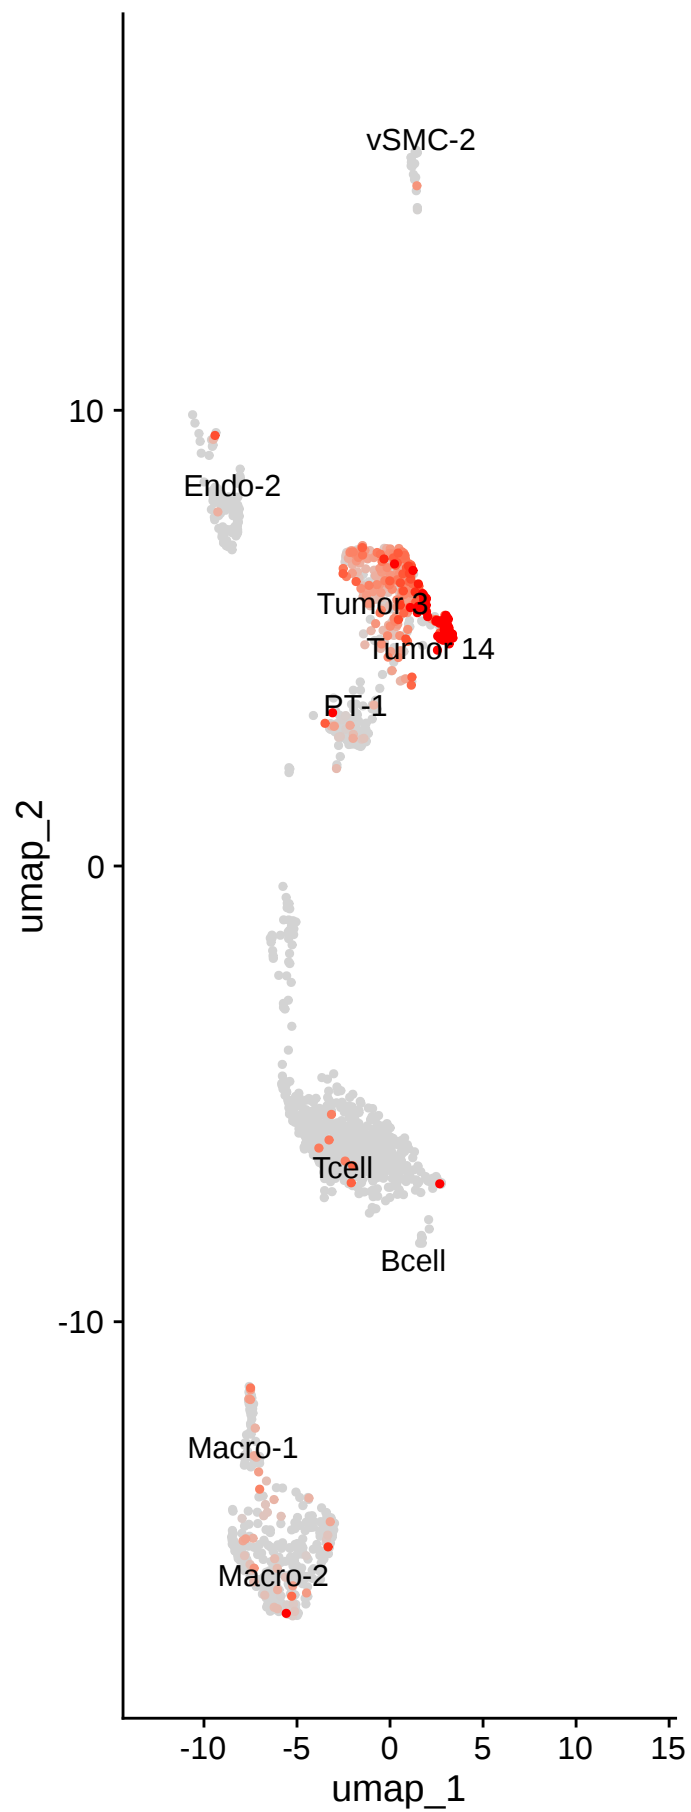 vSMC-2
10
Endo-2
Tumor 3
Tumor 14
PT-1
umap_2
0
Tcell
Bcell
-10
Macro-1
Macro-2
-10 -5 0 5 10 15
umap_1